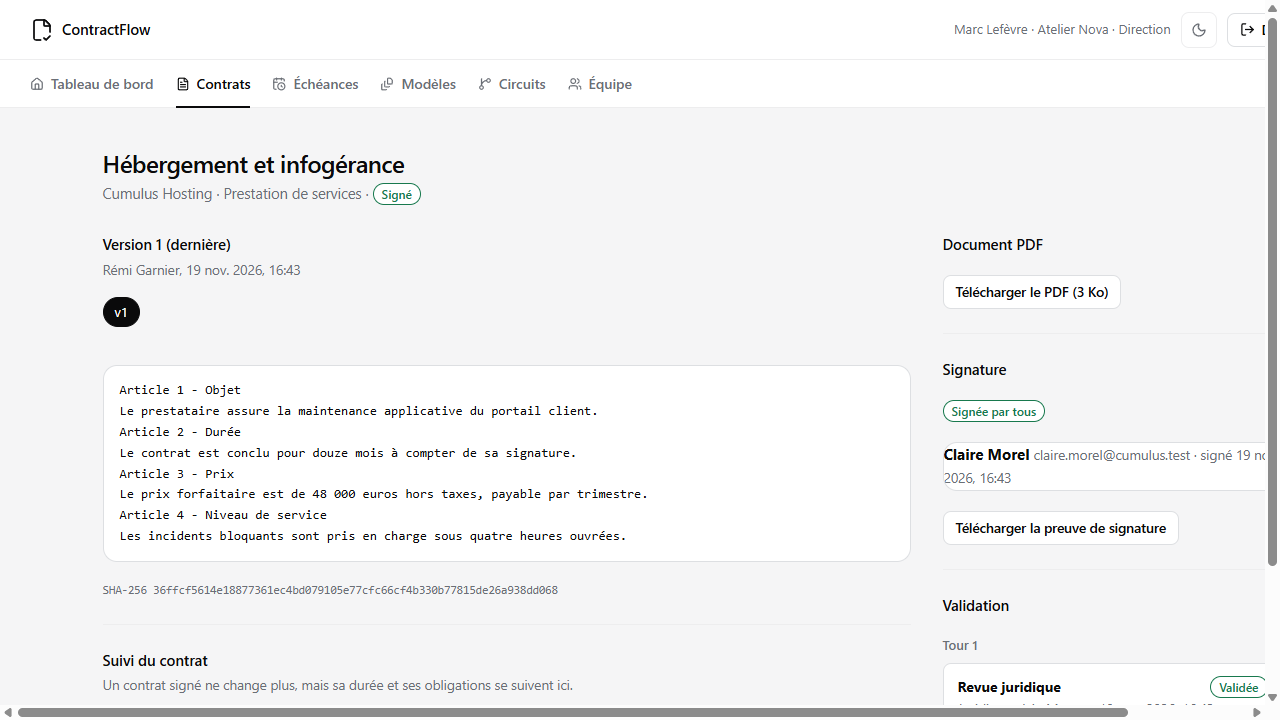 ContractFlow
Marc Lefèvre · Atelier Nova · Direction
Tableau de bord
Contrats
Échéances
Modèles
Circuits
Équipe
Hébergement et infogérance
Cumulus Hosting · Prestation de services · Signé
Version 1 (dernière)
Rémi Garnier, 19 nov. 2026, 16:43
v1
Article 1 - Objet
Le prestataire assure la maintenance applicative du portail client.
Article 2 - Durée
Le contrat est conclu pour douze mois à compter de sa signature.
Article 3 - Prix
Le prix forfaitaire est de 48 000 euros hors taxes, payable par trimestre.
Article 4 - Niveau de service
Les incidents bloquants sont pris en charge sous quatre heures ouvrées.
SHA-256 36ffcf5614e18877361ec4bd079105e77cfc66cf4b330b77815de26a938dd068
Suivi du contrat
Un contrat signé ne change plus, mais sa durée et ses obligations se suivent ici.
Document PDF
Télécharger le PDF (3 Ko)
Signature
Signée par tous
Claire Morel claire.morel@cumulus.test · signé 19
2026, 16:43
Télécharger la preuve de signature
Validation
Tour 1
Revue juridique
Validée